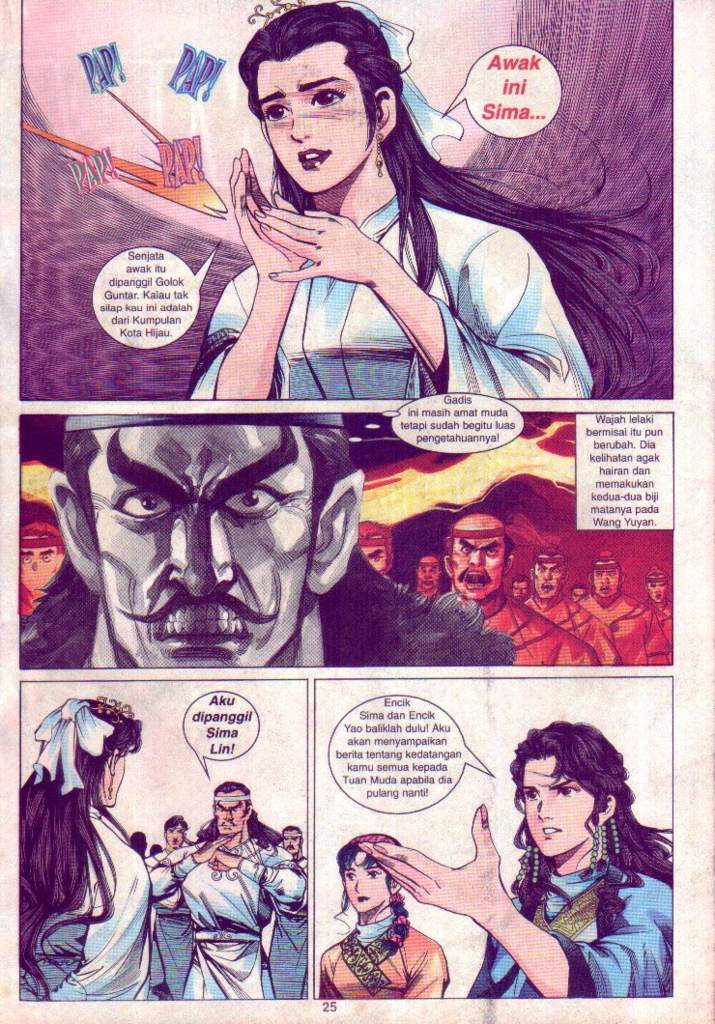 PAP!
PAP!
PAP!
PAP!
Awak
ini
Sima...
Senjata
awak itu
dipanggil Golok
Guntar. Kalau tak
silap kau ini adalah
dari Kumpulan
Kota Hijau.
Gadis
ini masih amat muda
tetapi sudah begitu luas
pengetahuannya!
Wajah lelaki
bermisai itu pun
berubah. Dia
kelihatan agak
hairan dan
memakukan
kedua-dua biji
matanya pada
Wang Yuyan.
Aku
dipanggil
Sima
Lin!
Encik
Sima dan Encik
Yao baliklah dulu! Aku
akan menyampaikan
berita tentang kedatangan
kamu semua kepada
Tuan Muda apabila dia
pulang nanti!
25